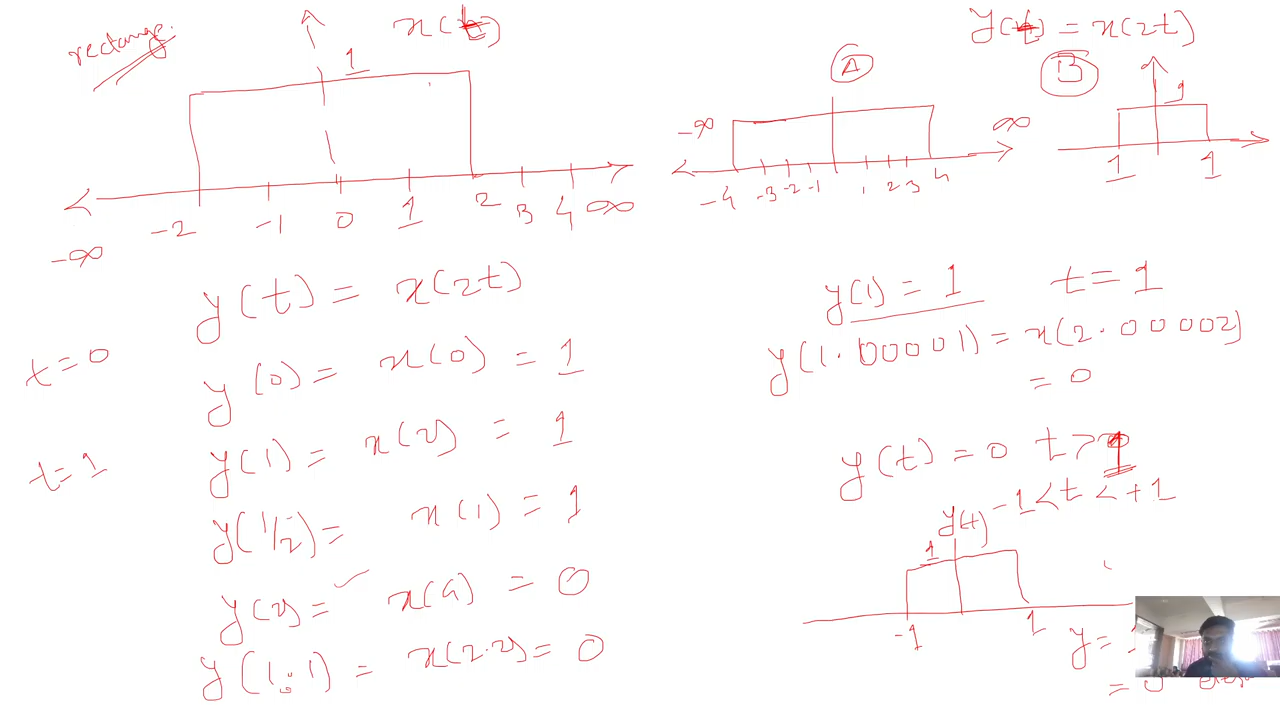 rectange.
x(t)
1
-2 -1 0 1 2 3 4 ∞
-∞
y(t) = x(2t)
t=0
y(0) = x(0) = 1
t=1
y(1) = x(2) = 1
y(1/2) = x(1) = 1
y(2) = x(4) = 0
y(1.1) = x(2.2) = 0
y(t) = x(2t)
A
-∞ ∞
-4 -3 -2 -1 1 2 3 4
B
1
1 1
y(1) = 1 t = 1
y(1.00001) = x(2.00002)
= 0
y(t) = 0 t > 1
-1 < t < +1
y(t)
1
-1 1
y =
= 0